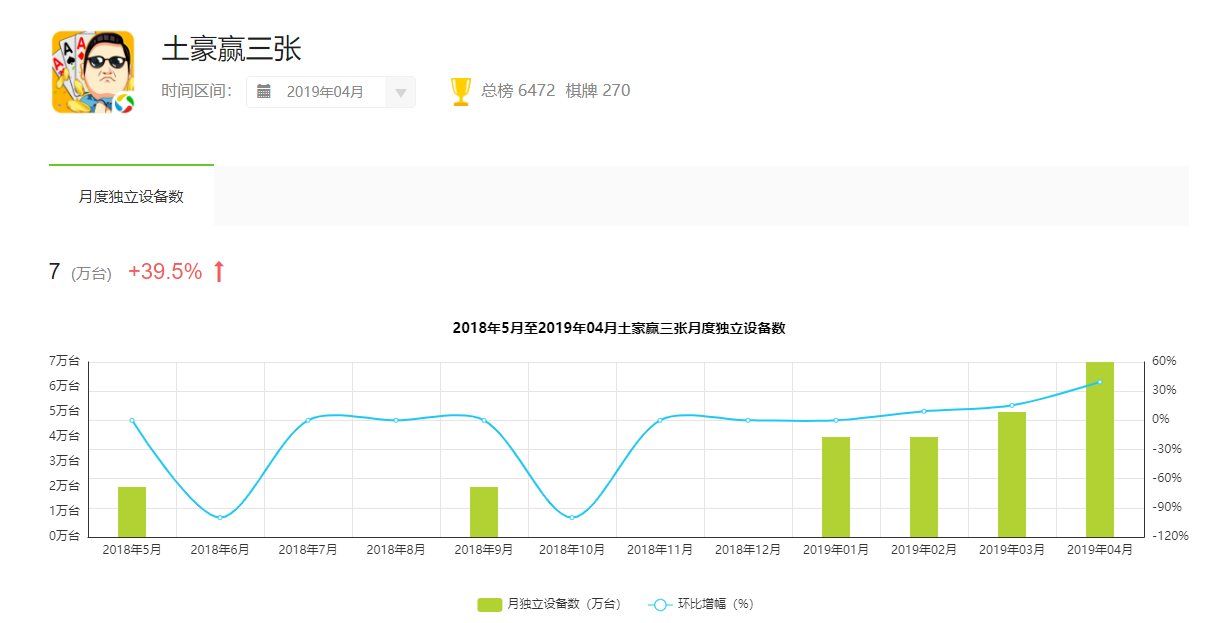 土豪赢三张
时间区间： 2019年04月 总榜 6472 棋牌 270
月度独立设备数
7 (万台) +39.5%
2018年5月至2019年04月土豪赢三张月度独立设备数
7万台 60%
6万台 30%
5万台 0%
4万台 -30%
3万台 -60%
2万台 -90%
1万台 -120%
0万台
2018年5月 2018年6月 2018年7月 2018年8月 2018年9月 2018年10月 2018年11月 2018年12月 2019年01月 2019年02月 2019年03月 2019年04月
月独立设备数（万台） 环比增幅（%）